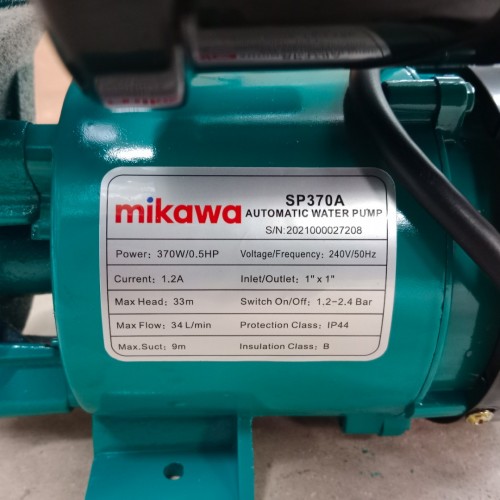 mikawa
SP370A
AUTOMATIC WATER PUMP
S/N:2021000027208
Power: 370W/0.5HP Voltage/Frequency: 240V/50Hz
Current: 1.2A Inlet/Outlet: 1" x 1"
Max Head: 33m Switch On/Off: 1.2-2.4 Bar
Max Flow: 34 L/min Protection Class: IP44
Max.Suct: 9m Insulation Class: B